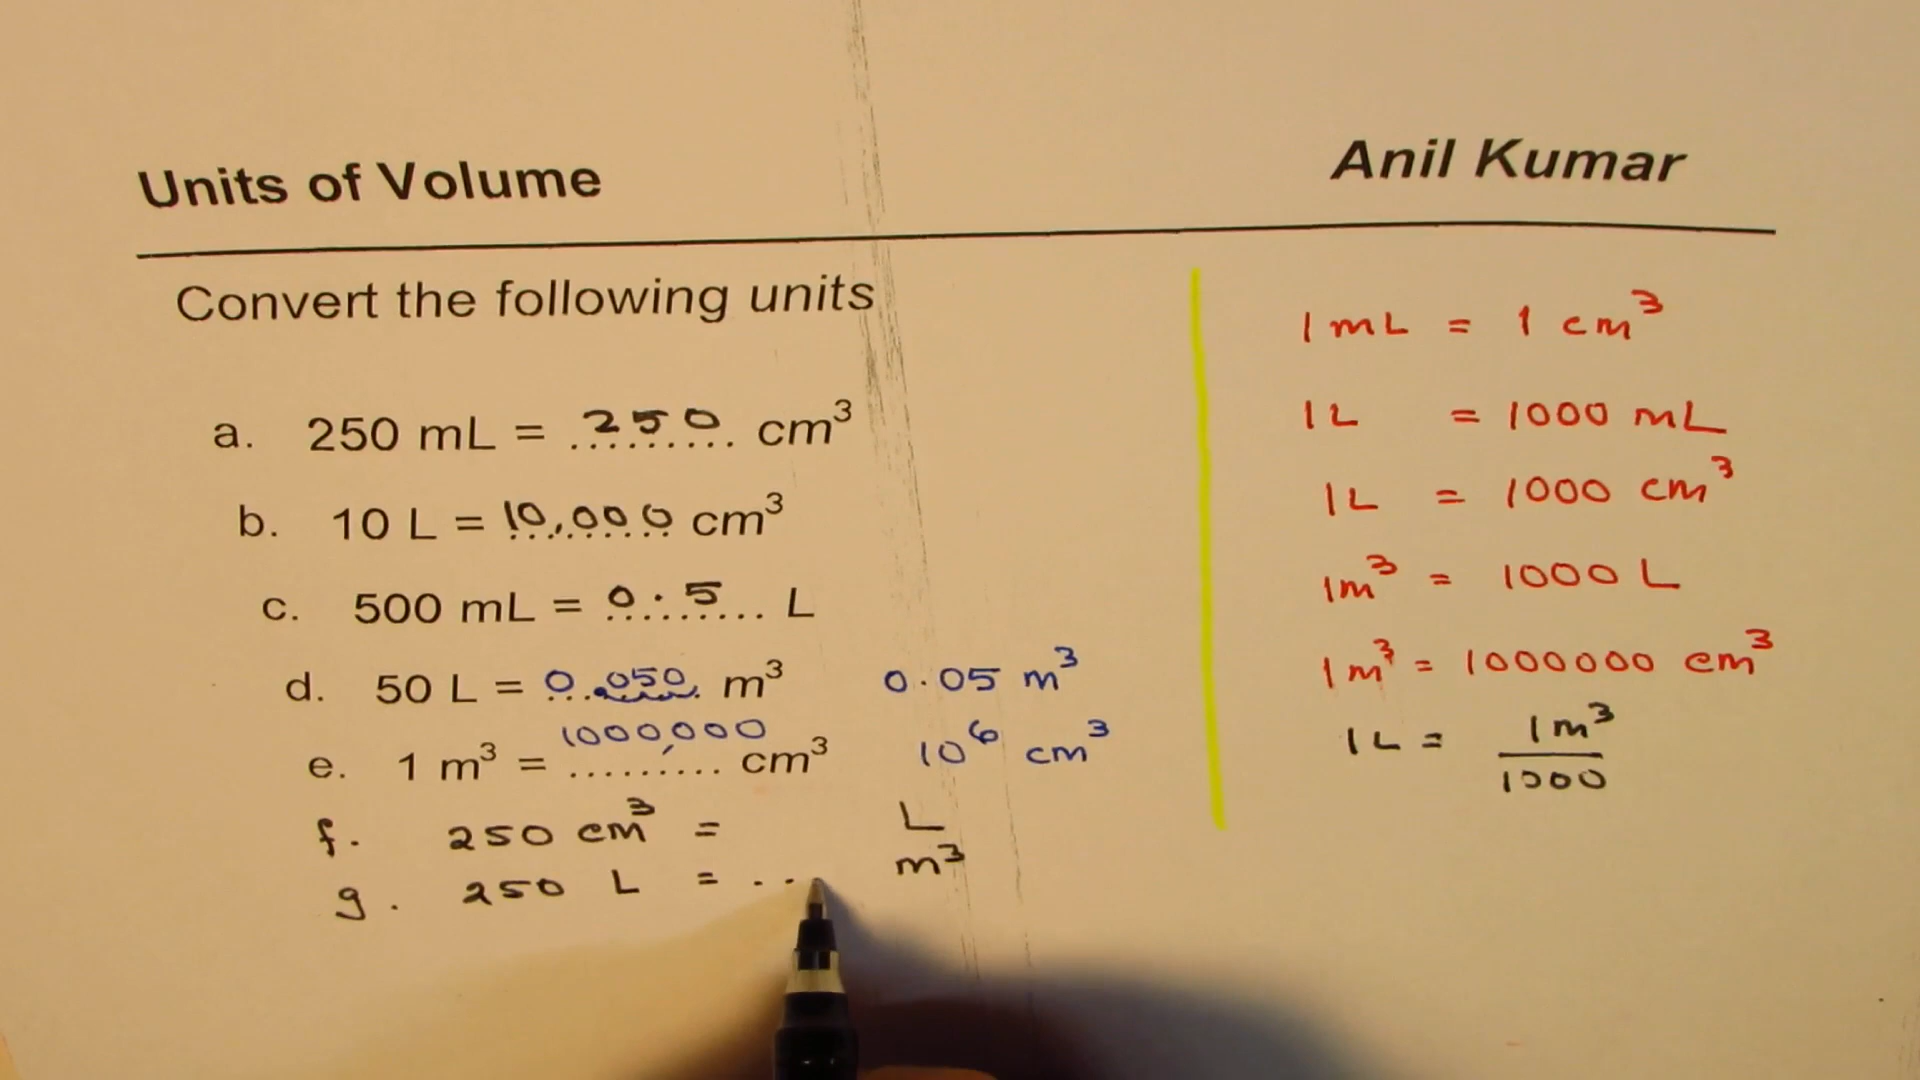 Units of Volume
Anil Kumar
Convert the following units
a. 250 mL = ...250... cm³
b. 10 L = 10,000 cm³
c. 500 mL = 0.5 L
d. 50 L = 0.050 m³ 0.05 m³
e. 1 m³ = 1000,000 cm³ 10⁶ cm³
f. 250 cm³ = L
g. 250 L = ... m³
1 mL = 1 cm³
1 L = 1000 mL
1 L = 1000 cm³
1 m³ = 1000 L
1 m³ = 1000000 cm³
1 L = 1 m³
1000